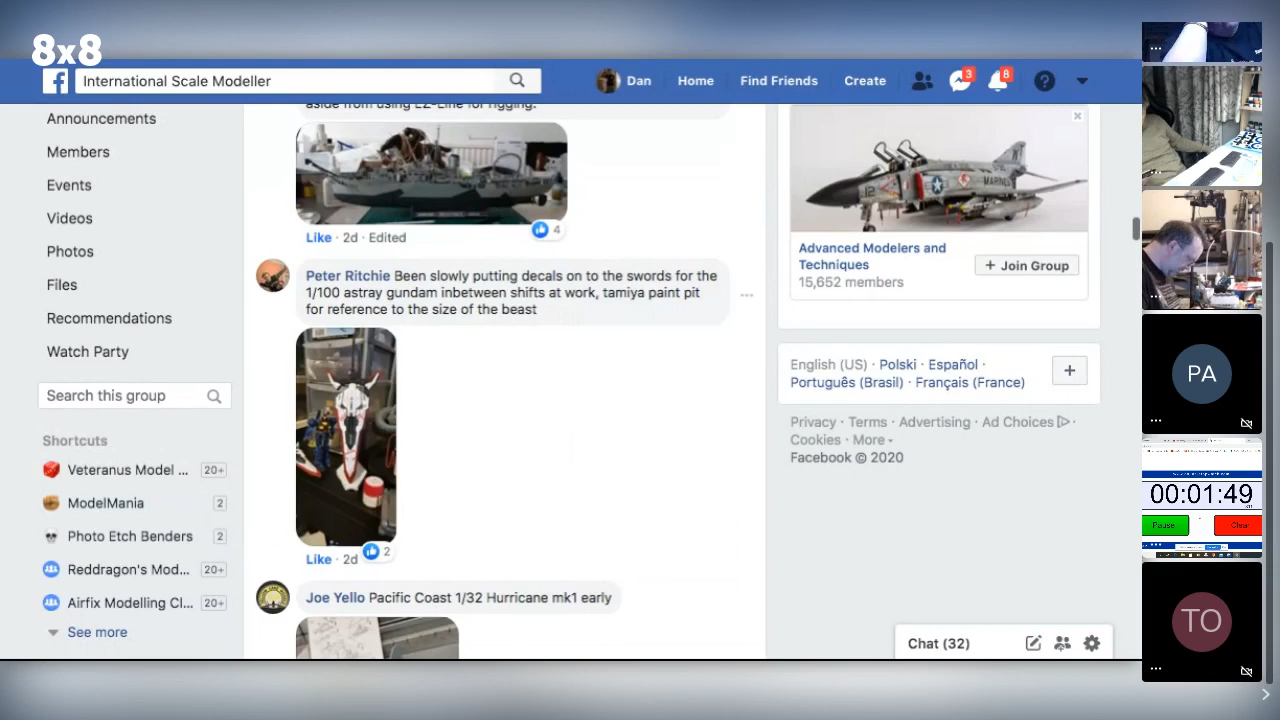 8x8
International Scale Modeller
Dan
Home
Find Friends
Create
3
8
Announcements
Members
Events
Videos
Photos
Files
Recommendations
Watch Party
Search this group
Shortcuts
Veteranus Model ... 20+
ModelMania 2
Photo Etch Benders 2
Reddragon's Mod... 20+
Airfix Modelling Cl... 20+
See more
aside from using EZ-Line for rigging.
Like · 2d · Edited
4
Peter Ritchie Been slowly putting decals on to the swords for the
1/100 astray gundam inbetween shifts at work, tamiya paint pit
for reference to the size of the beast
Like · 2d
2
Joe Yello Pacific Coast 1/32 Hurricane mk1 early
12
MARINES
Advanced Modelers and
Techniques
15,652 members
+ Join Group
English (US) · Polski · Español ·
Português (Brasil) · Français (France)
Privacy · Terms · Advertising · Ad Choices ·
Cookies · More
Facebook © 2020
Chat (32)
PA
00:01:49
Pause
Clear
TO